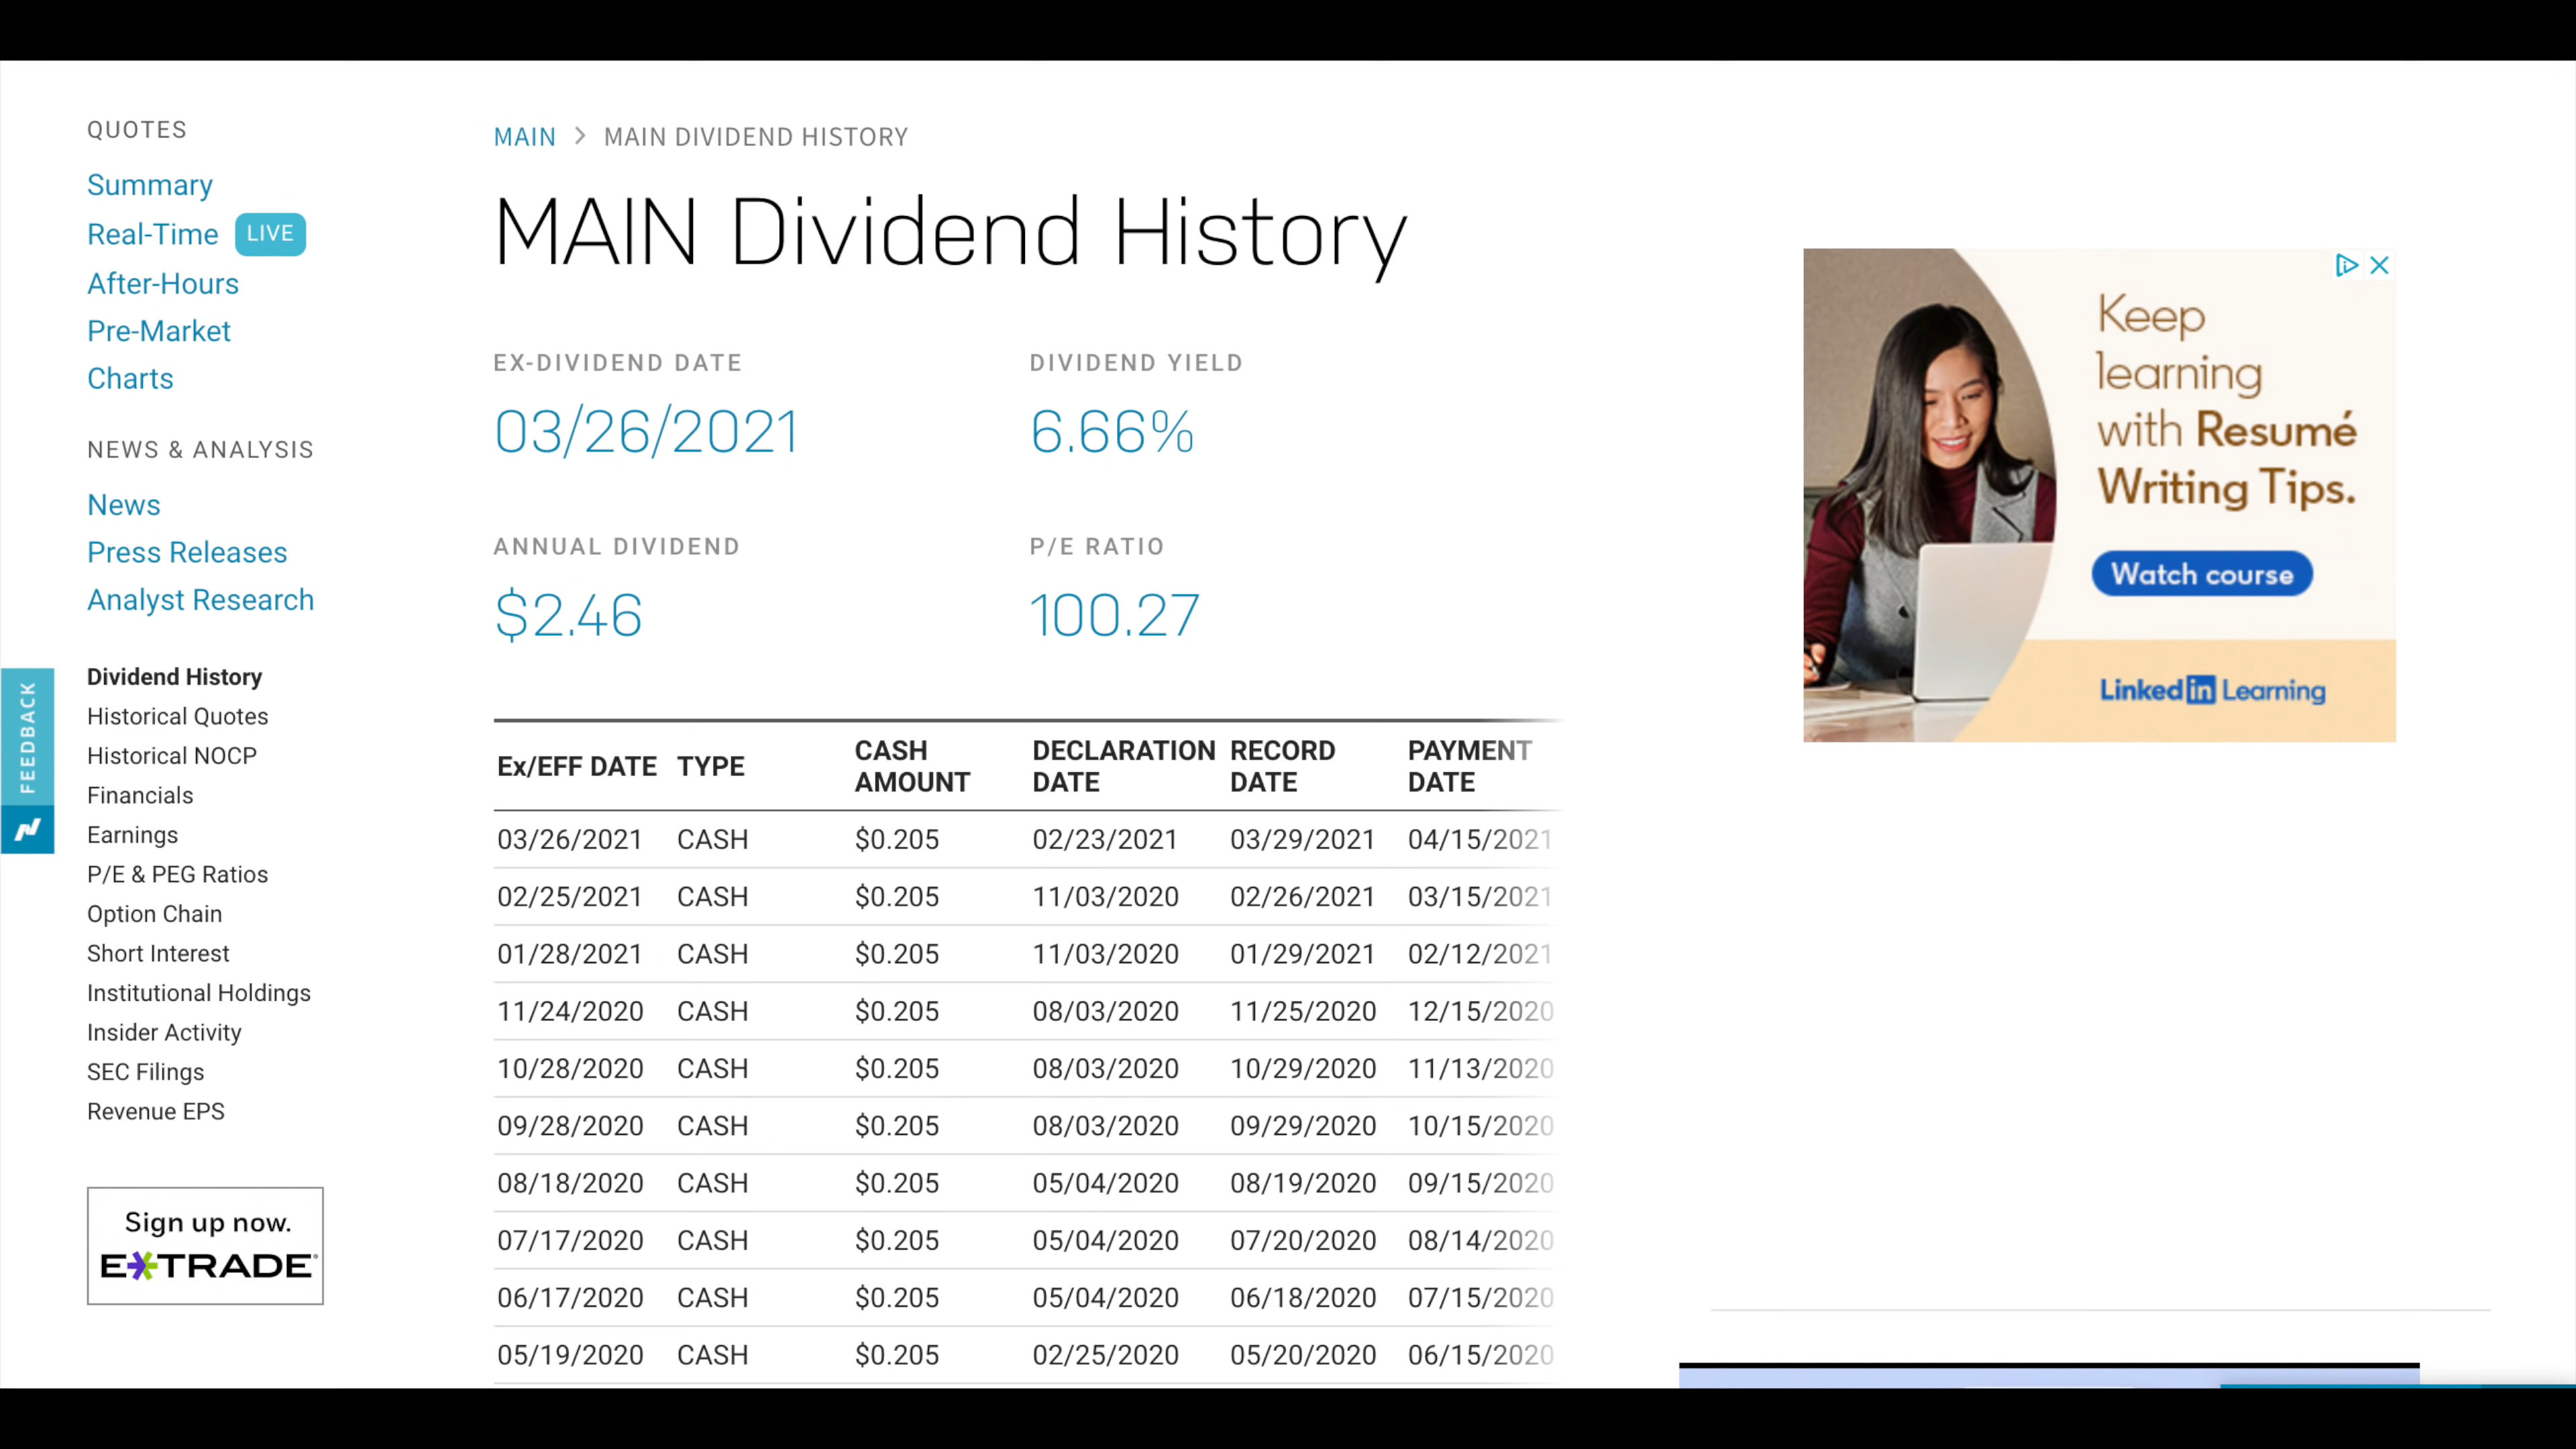 QUOTES
Summary
Real-Time LIVE
After-Hours
Pre-Market
Charts
NEWS & ANALYSIS
News
Press Releases
Analyst Research
Dividend History
Historical Quotes
Historical NOCP
Financials
Earnings
P/E & PEG Ratios
Option Chain
Short Interest
Institutional Holdings
Insider Activity
SEC Filings
Revenue EPS
FEEDBACK
Sign up now.
E*TRADE
MAIN > MAIN DIVIDEND HISTORY
MAIN Dividend History
EX-DIVIDEND DATE DIVIDEND YIELD
03/26/2021 6.66%
ANNUAL DIVIDEND P/E RATIO
$2.46 100.27
Ex/EFF DATE TYPE CASH AMOUNT DECLARATION DATE RECORD DATE PAYMENT DATE
03/26/2021 CASH $0.205 02/23/2021 03/29/2021 04/15/2021
02/25/2021 CASH $0.205 11/03/2020 02/26/2021 03/15/2021
01/28/2021 CASH $0.205 11/03/2020 01/29/2021 02/12/2021
11/24/2020 CASH $0.205 08/03/2020 11/25/2020 12/15/2020
10/28/2020 CASH $0.205 08/03/2020 10/29/2020 11/13/2020
09/28/2020 CASH $0.205 08/03/2020 09/29/2020 10/15/2020
08/18/2020 CASH $0.205 05/04/2020 08/19/2020 09/15/2020
07/17/2020 CASH $0.205 05/04/2020 07/20/2020 08/14/2020
06/17/2020 CASH $0.205 05/04/2020 06/18/2020 07/15/2020
05/19/2020 CASH $0.205 02/25/2020 05/20/2020 06/15/2020
Keep
learning
with Resumé
Writing Tips.
Watch course
Linked in Learning